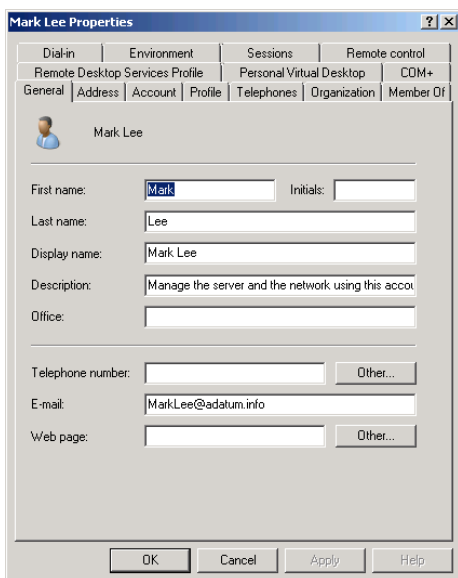 Mark Lee Properties
Dial-in Environment Sessions Remote control
Remote Desktop Services Profile Personal Virtual Desktop COM+
General Address Account Profile Telephones Organization Member Of
Mark Lee
First name: Mark Initials:
Last name: Lee
Display name: Mark Lee
Description: Manage the server and the network using this accou
Office:
Telephone number: Other...
E-mail: MarkLee@adatum.info
Web page: Other...
OK Cancel Apply Help